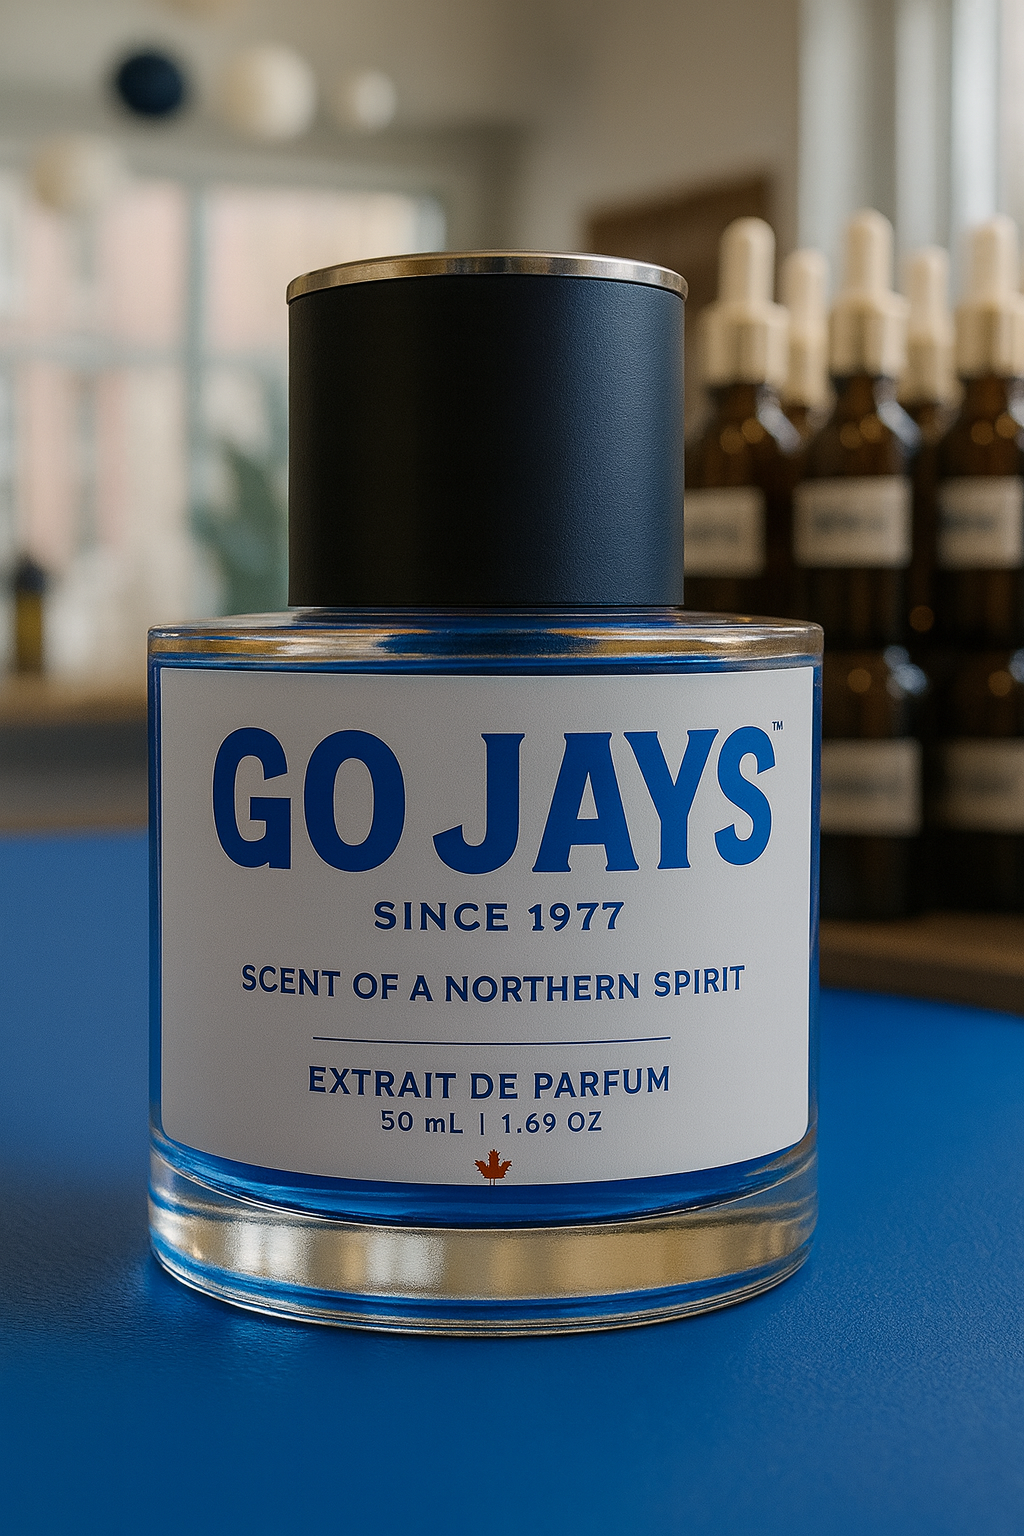 GO JAYS™
SINCE 1977
SCENT OF A NORTHERN SPIRIT
EXTRAIT DE PARFUM
50 mL | 1.69 OZ